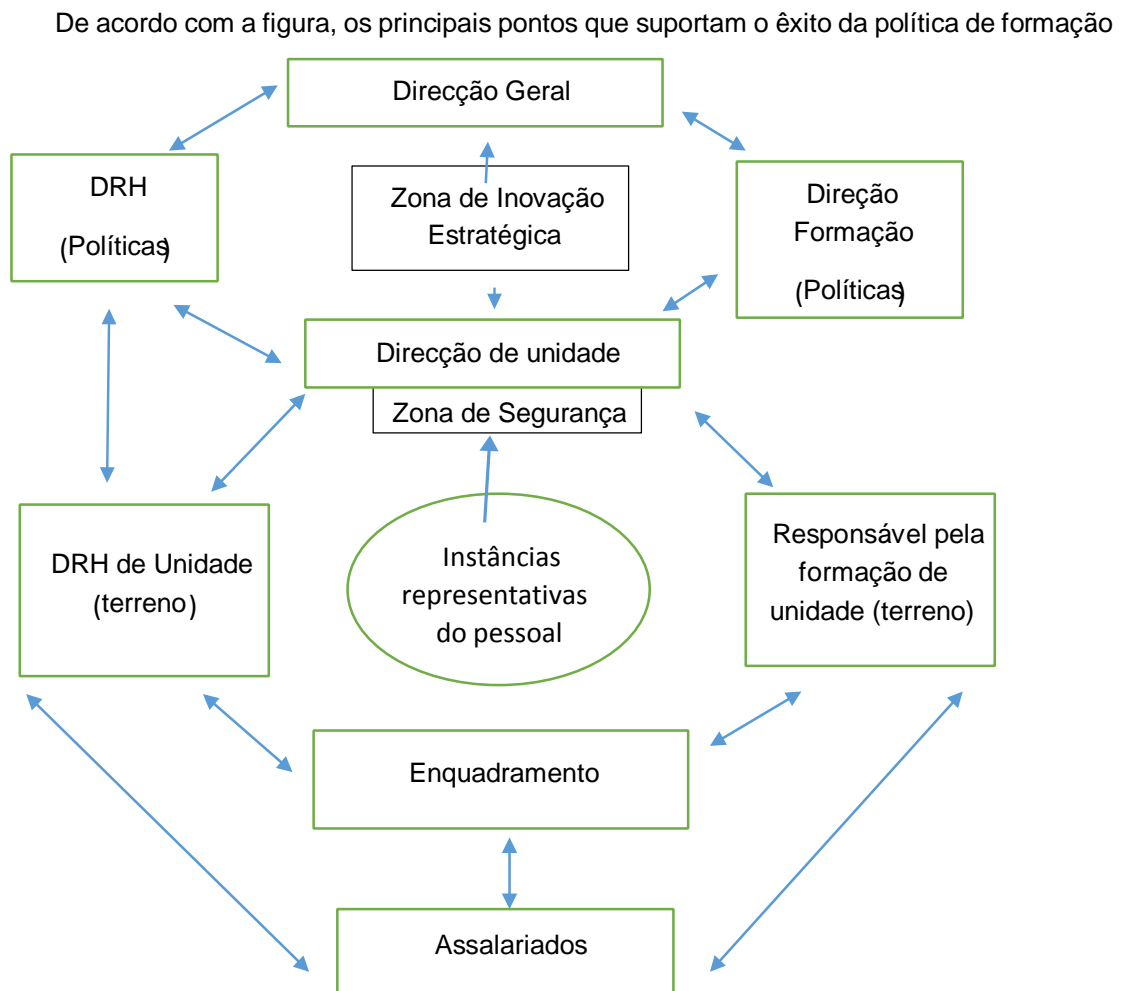 De acordo com a figura, os principais pontos que suportam o êxito da política de formação
Direcção Geral
DRH
(Políticas)
Zona de Inovação
Estratégica
Direção
Formação
(Políticas)
Direcção de unidade
Zona de Segurança
DRH de Unidade
(terreno)
Instâncias
representativas
do pessoal
Responsável pela
formação de
unidade (terreno)
Enquadramento
Assalariados